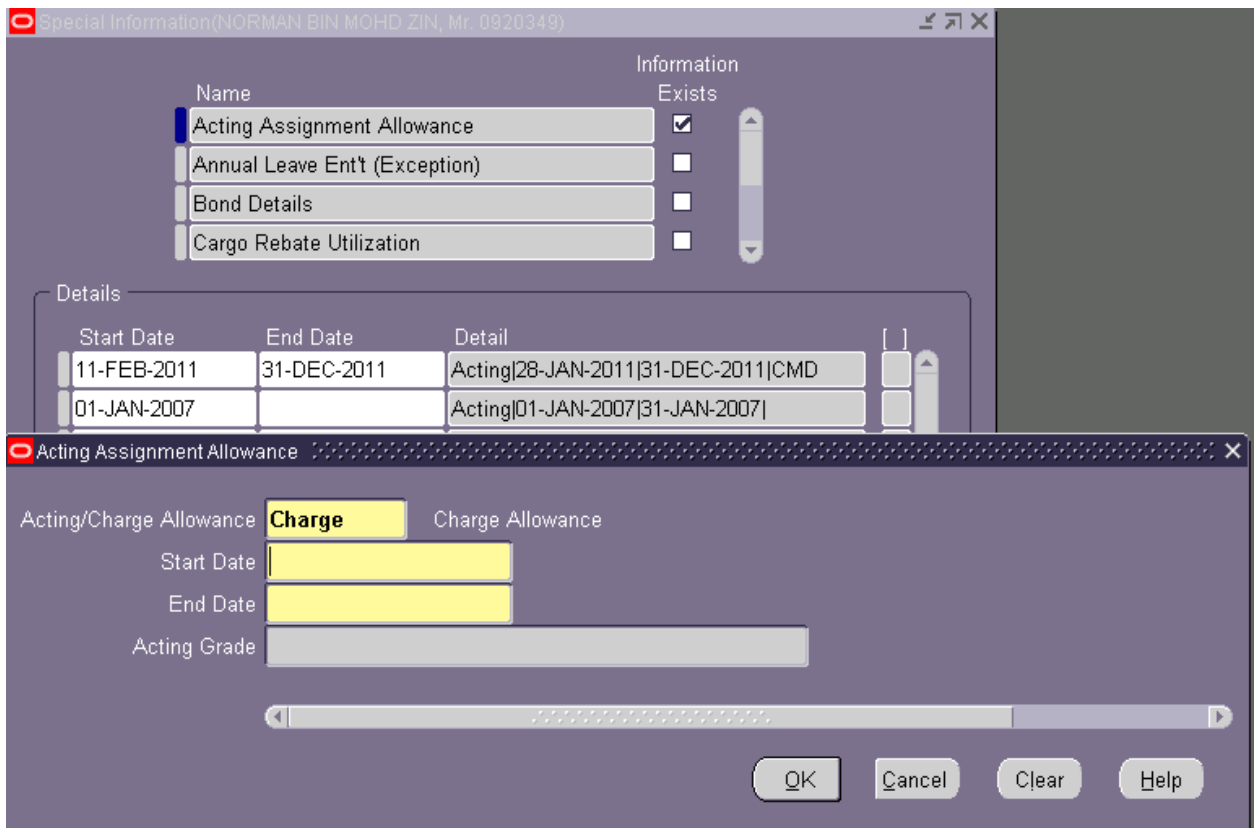 Special Information(NORMAN BIN MOHD ZIN, Mr. 0920349)
Information
Name Exists
Acting Assignment Allowance
Annual Leave Ent't (Exception)
Bond Details
Cargo Rebate Utilization
Details
Start Date End Date Detail [ ]
11-FEB-2011 31-DEC-2011 Acting|28-JAN-2011|31-DEC-2011|CMD
01-JAN-2007 Acting|01-JAN-2007|31-JAN-2007|
Acting Assignment Allowance
Acting/Charge Allowance Charge Charge Allowance
Start Date
End Date
Acting Grade
OK Cancel Clear Help